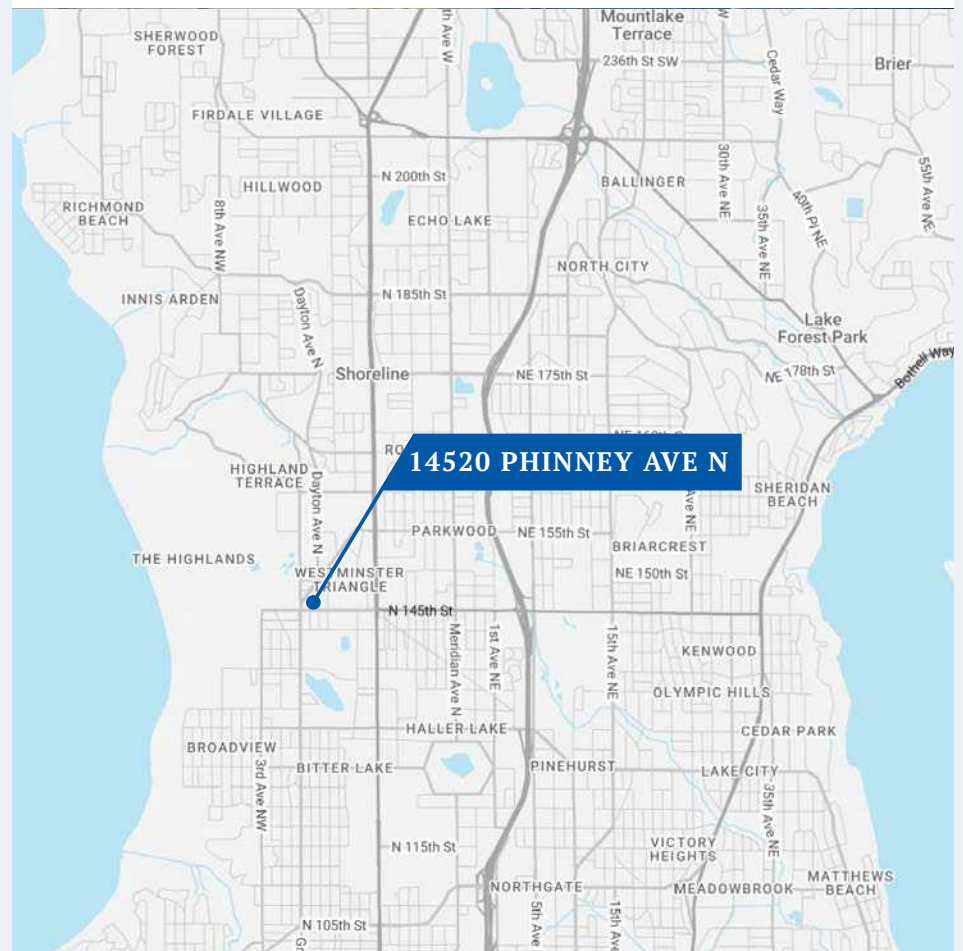 Mountlake
Terrace
SHERWOOD
FOREST
th Ave W
W
236th St SW
Cedar Way
Brier
FIRDALE VILLAGE
30th Ave NE
55th Ave NE
N 200th St
HILLWOOD
BALLINGER
40th Pl NE
RICHMOND
BEACH
8th Ave NW
ECHO LAKE
35th Ave NE
NORTH CITY
INNIS ARDEN
Dayton Ave N
N 185th St
Lake
Forest Park
Shoreline
NE 175th St
NE 178th St
Bothell Way
14520 PHINNEY AVE N
HIGHLAND
TERRACE
Dayton Ave N
SHERIDAN
BEACH
Ave NE
PARKWOOD
NE 155th St
BRIARCREST
THE HIGHLANDS
WESTMINSTER
TRIANGLE
NE 150th St
N 145th St
Meridian Ave N
1st Ave NE
15th Ave NE
KENWOOD
OLYMPIC HILLS
HALLER LAKE
CEDAR PARK
BROADVIEW
3rd Ave NW
BITTER LAKE
PINEHURST
LAKE CITY
35th Ave NE
N 115th St
VICTORY
HEIGHTS
MATTHEWS
BEACH
NORTHGATE
MEADOWBROOK
5th Ave
15th Ave
N 105th St